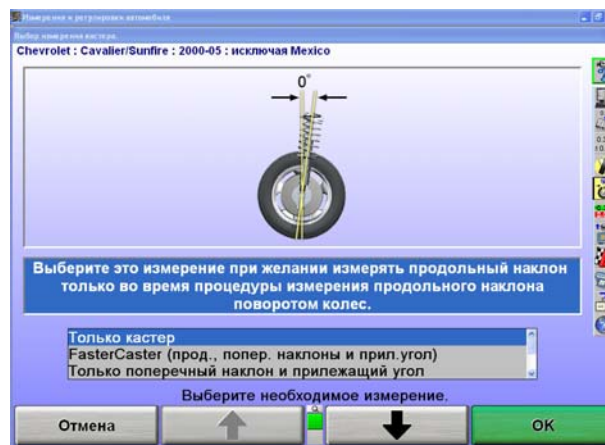 Измерения и регулировки автомобиля
Выбор измерения кастера.
Chevrolet : Cavalier/Sunfire : 2000-05 : исключая Mexico
0°
Выберите это измерение при желании измерять продольный наклон
только во время процедуры измерения продольного наклона
поворотом колес.
Только кастер
FasterCaster (прод., попер. наклоны и прил.угол)
Только поперечный наклон и прилежащий угол
Выберите необходимое измерение.
Отмена
OK